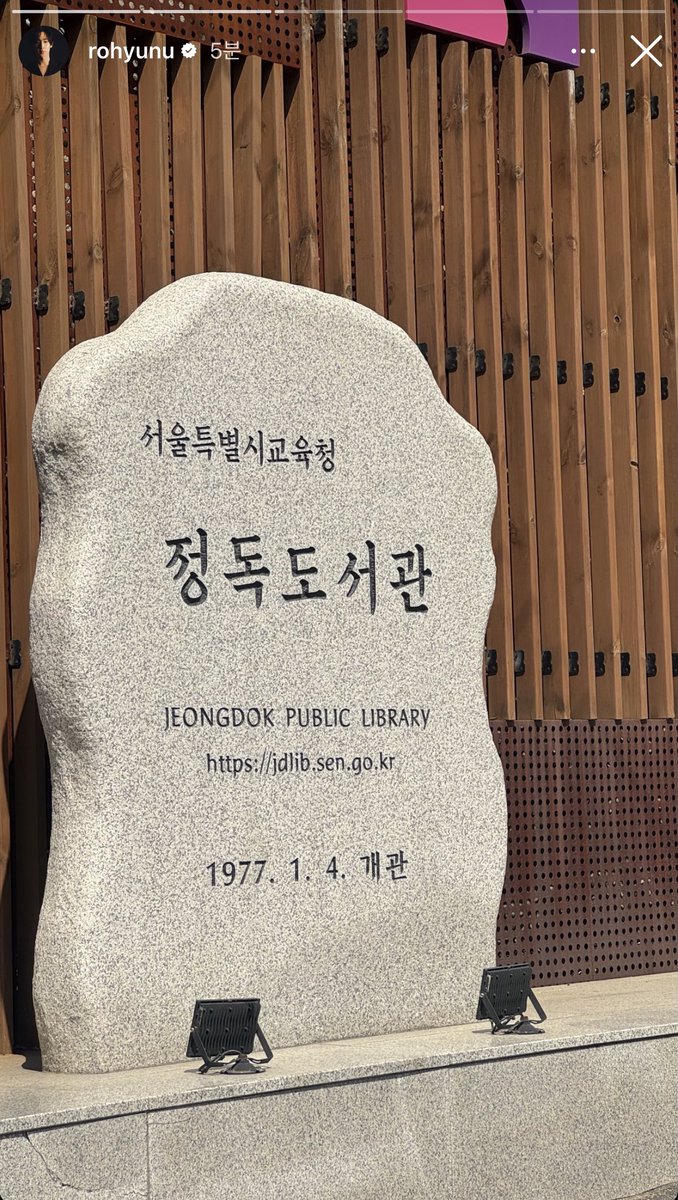 rohyunu 5분
서울특별시교육청
정독도서관
JEONGDOK PUBLIC LIBRARY
https://jdlib.sen.go.kr
1977. 1. 4. 개관